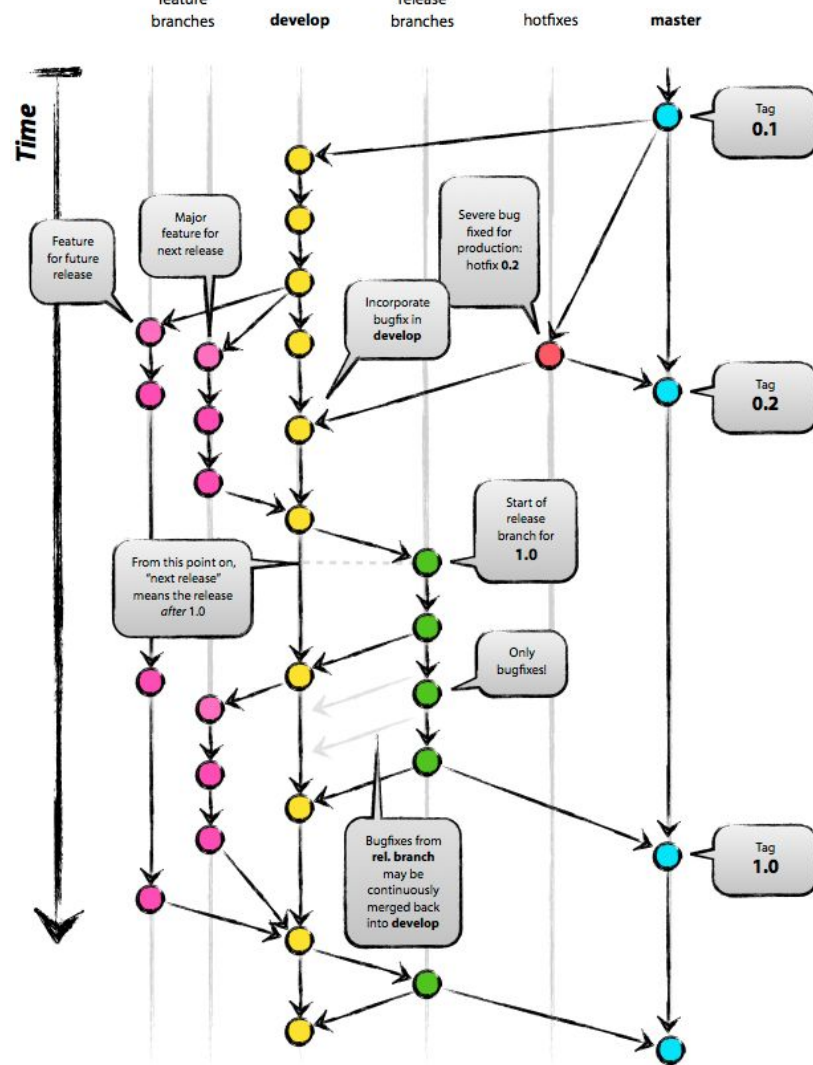 feature
branches
develop
release
branches
hotfixes
master
Time
Tag
0.1
Major
feature for
next release
Severe bug
fixed for
production:
hotfix 0.2
Feature
for future
release
Incorporate
bugfix in
develop
Tag
0.2
Start of
release
branch for
1.0
From this point on,
“next release”
means the release
after 1.0
Only
bugfixes!
Bugfixes from
rel. branch
may be
continuously
merged back
into develop
Tag
1.0